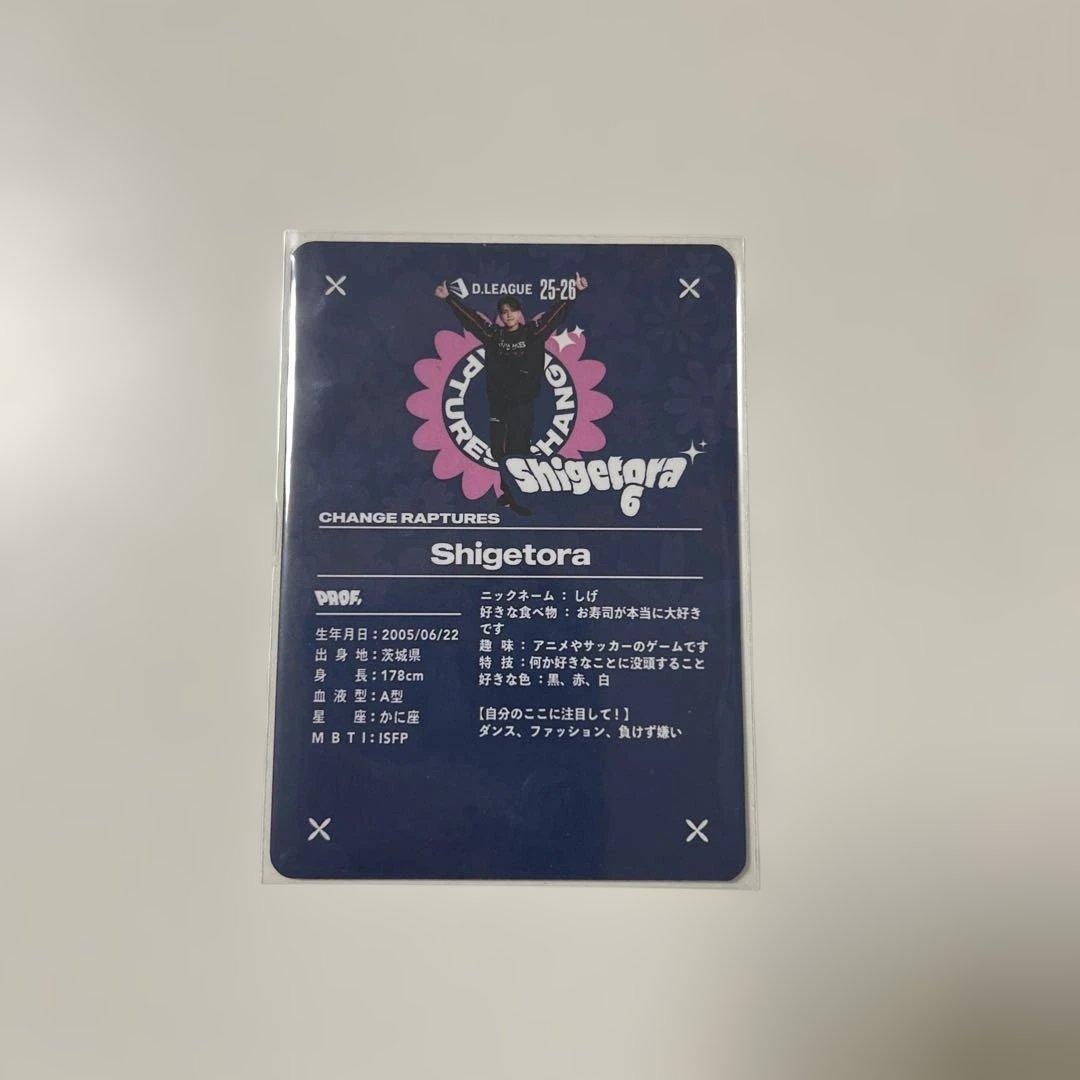 D.LEAGUE 25-26
CHANGE RAPTURES
Shigetora
6
CHANGE RAPTURES
Shigetora
PROF.
生年月日：2005/06/22
出身地：茨城県
身長：178cm
血液型：A型
星座：かに座
MBTI：ISFP
ニックネーム：しげ
好きな食べ物：お寿司が本当に大好き
です
趣味：アニメやサッカーのゲームです
特技：何か好きなことに没頭すること
好きな色：黒、赤、白
【自分のここに注目して！】
ダンス、ファッション、負けず嫌い